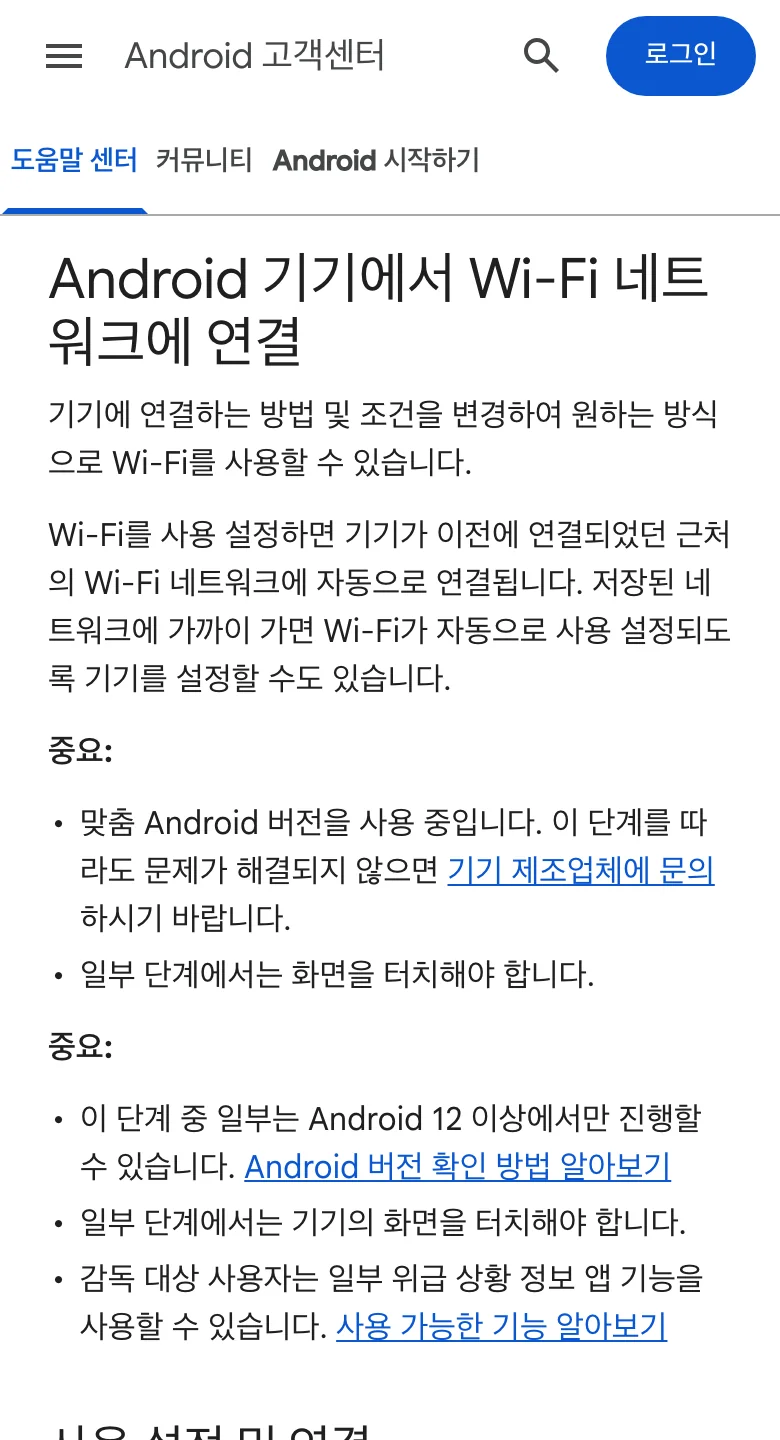 Android 고객센터
로그인
도움말 센터 커뮤니티 Android 시작하기
Android 기기에서 Wi-Fi 네트
워크에 연결
기기에 연결하는 방법 및 조건을 변경하여 원하는 방식
으로 Wi-Fi를 사용할 수 있습니다.
Wi-Fi를 사용 설정하면 기기가 이전에 연결되었던 근처
의 Wi-Fi 네트워크에 자동으로 연결됩니다. 저장된 네
트워크에 가까이 가면 Wi-Fi가 자동으로 사용 설정되도
록 기기를 설정할 수도 있습니다.
중요:
• 맞춤 Android 버전을 사용 중입니다. 이 단계를 따
라도 문제가 해결되지 않으면 기기 제조업체에 문의
하시기 바랍니다.
• 일부 단계에서는 화면을 터치해야 합니다.
중요:
• 이 단계 중 일부는 Android 12 이상에서만 진행할
수 있습니다. Android 버전 확인 방법 알아보기
• 일부 단계에서는 기기의 화면을 터치해야 합니다.
• 감독 대상 사용자는 일부 위급 상황 정보 앱 기능을
사용할 수 있습니다. 사용 가능한 기능 알아보기
사용 설정 및 연결